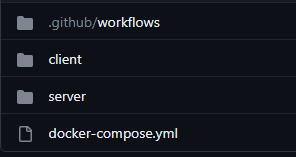 .github/workflows
client
server
docker-compose.yml